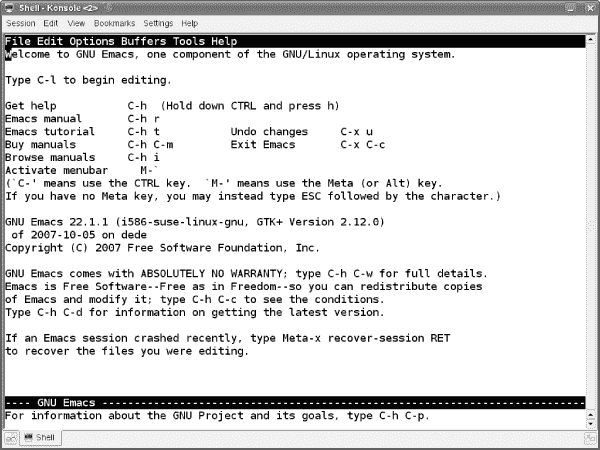 Shell - Konsole <2>
Session Edit View Bookmarks Settings Help
File Edit Options Buffers Tools Help
Welcome to GNU Emacs, one component of the GNU/Linux operating system.
Type C-l to begin editing.
Get help C-h (Hold down CTRL and press h)
Emacs manual C-h r
Emacs tutorial C-h t Undo changes C-x u
Buy manuals C-h C-m Exit Emacs C-x C-c
Browse manuals C-h i
Activate menubar M-`
(`C-' means use the CTRL key. `M-' means use the Meta (or Alt) key.
If you have no Meta key, you may instead type ESC followed by the character.)
GNU Emacs 22.1.1 (i586-suse-linux-gnu, GTK+ Version 2.12.0)
of 2007-10-05 on dede
Copyright (C) 2007 Free Software Foundation, Inc.
GNU Emacs comes with ABSOLUTELY NO WARRANTY; type C-h C-w for full details.
Emacs is Free Software--Free as in Freedom--so you can redistribute copies
of Emacs and modify it; type C-h C-c to see the conditions.
Type C-h C-d for information on getting the latest version.
If an Emacs session crashed recently, type Meta-x recover-session RET
to recover the files you were editing.
---- GNU Emacs --------------------------------------------------------------------------
For information about the GNU Project and its goals, type C-h C-p.
Shell